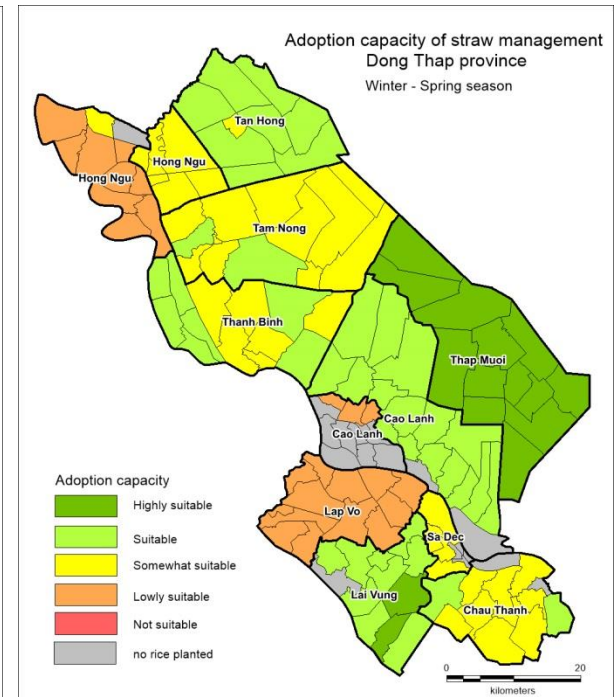 Adoption capacity of straw management
Dong Thap province
Winter - Spring season
Tan Hong
Hong Ngu
Hong Ngu
Tam Nong
Thanh Binh
Thap Muoi
Cao Lanh
Cao Lanh
Lap Vo
Sa Dec
Lai Vung
Chau Thanh
Adoption capacity
Highly suitable
Suitable
Somewhat suitable
Lowly suitable
Not suitable
no rice planted
0 20
kilometers